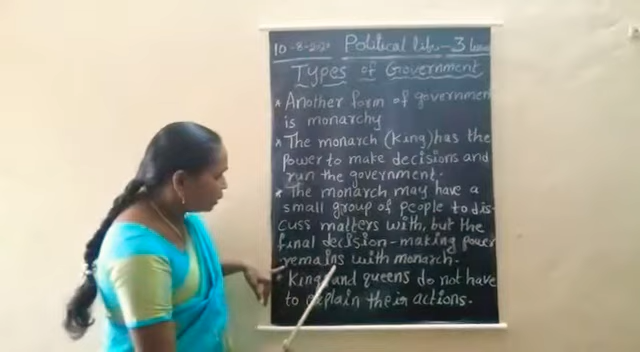 10-8-2020 Political life-3 lesson
Types of Government
* Another form of government
is monarchy
* The monarch (king) has the
power to make decisions and
run the government.
* The monarch may have a
small group of people to dis-
cuss matters with, but the
final decision-making power
remains with monarch.
* Kings and queens do not have
to explain their actions.